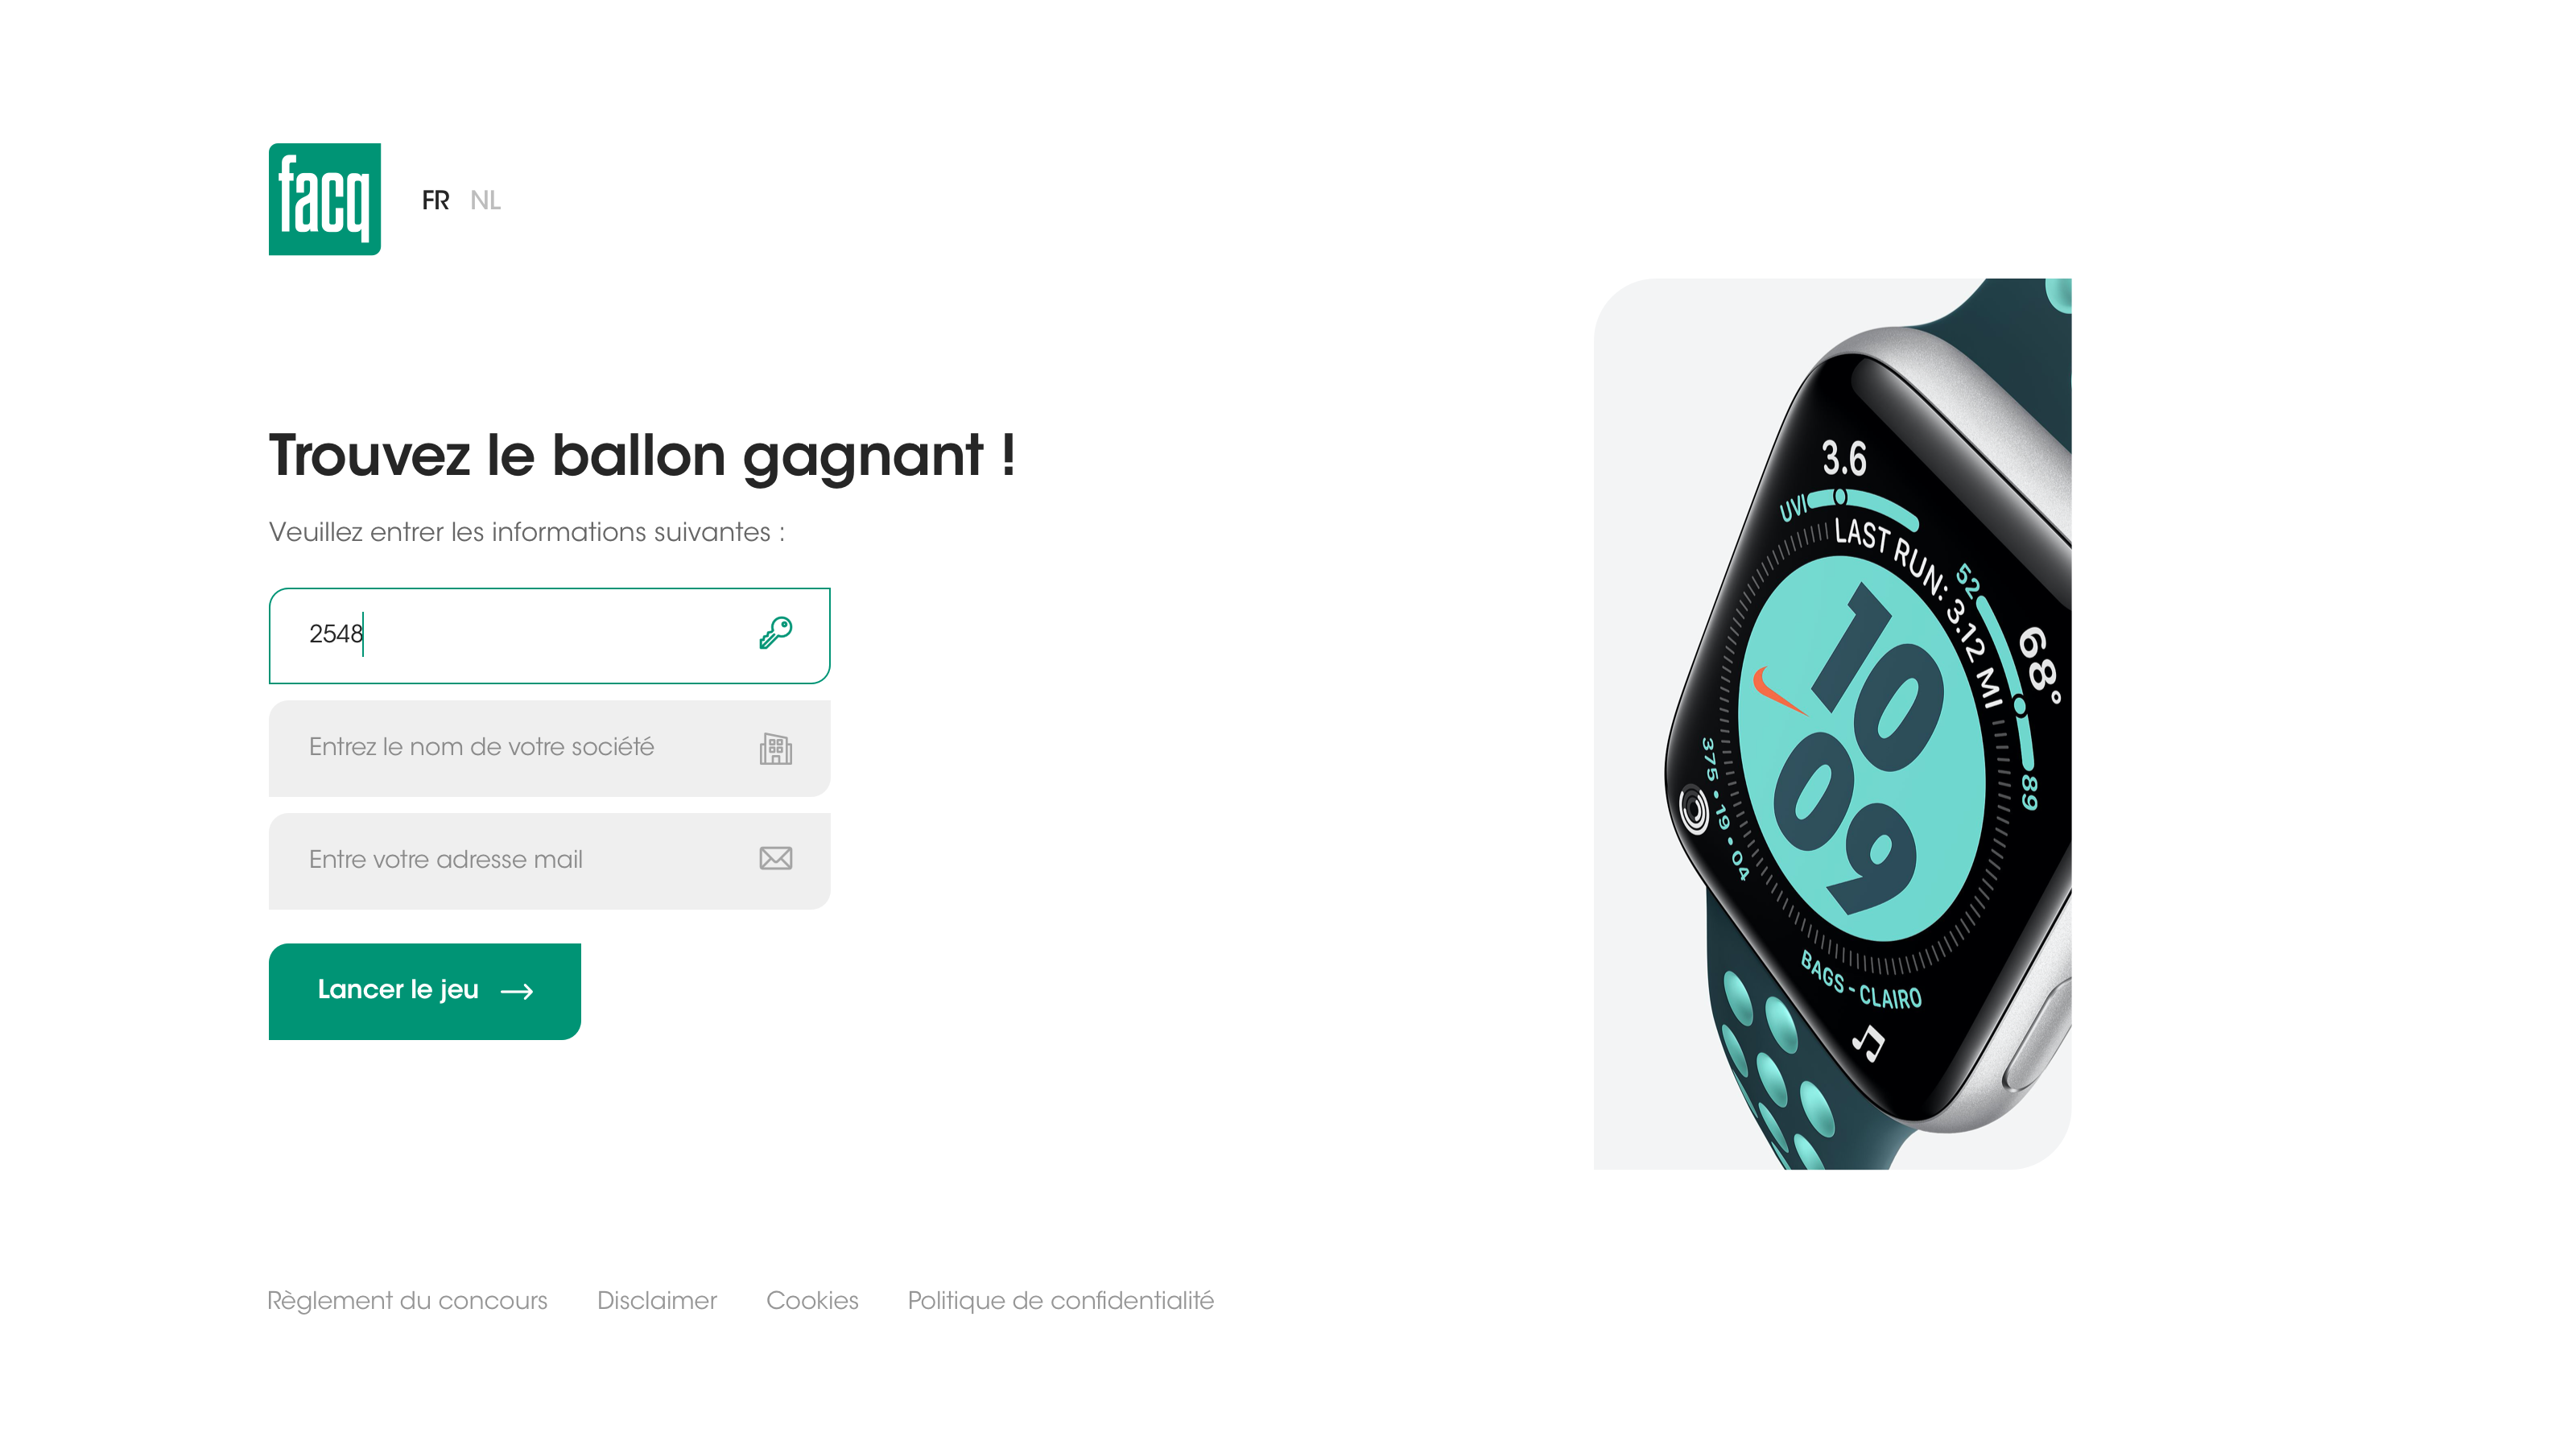 facq
FR NL
Trouvez le ballon gagnant !
Veuillez entrer les informations suivantes :
2548
Entrez le nom de votre société
Entre votre adresse mail
Lancer le jeu
3.6
UVI
LAST RUN: 3.12 MI
52
68°
89
10
09
375 • 19 • 04
BAGS - CLAIRO
Règlement du concours Disclaimer Cookies Politique de confidentialité